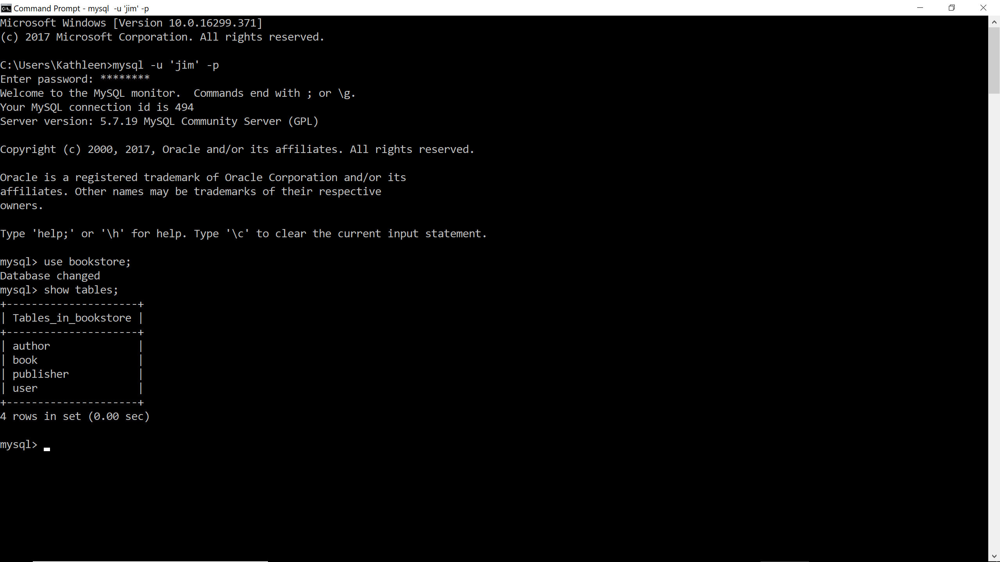 Command Prompt - mysql  -u 'jim' -p
Microsoft Windows [Version 10.0.16299.371]
(c) 2017 Microsoft Corporation. All rights reserved.
C:\Users\Kathleen>mysql -u 'jim' -p
Enter password: ********
Welcome to the MySQL monitor.  Commands end with ; or \g.
Your MySQL connection id is 494
Server version: 5.7.19 MySQL Community Server (GPL)
Copyright (c) 2000, 2017, Oracle and/or its affiliates. All rights reserved.
Oracle is a registered trademark of Oracle Corporation and/or its
affiliates. Other names may be trademarks of their respective
owners.
Type 'help;' or '\h' for help. Type '\c' to clear the current input statement.
mysql> use bookstore;
Database changed
mysql> show tables;
+---------------------+
| Tables_in_bookstore |
+---------------------+
| author              |
| book                |
| publisher           |
| user                |
+---------------------+
4 rows in set (0.00 sec)
mysql>